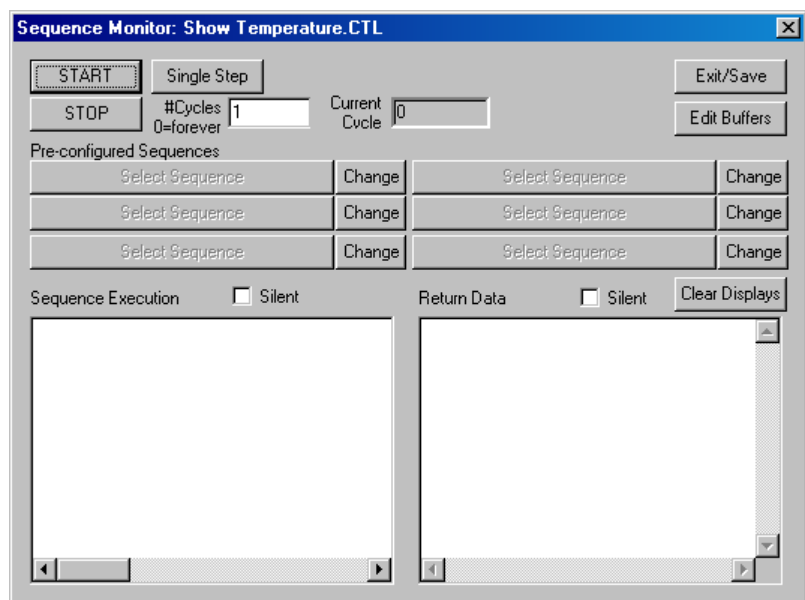 Sequence Monitor: Show Temperature.CTL
START Single Step Exit/Save
STOP #Cycles 0=forever 1 Current Cycle 0 Edit Buffers
Pre-configured Sequences
Select Sequence Change Select Sequence Change
Select Sequence Change Select Sequence Change
Select Sequence Change Select Sequence Change
Sequence Execution Silent Return Data Silent Clear Displays